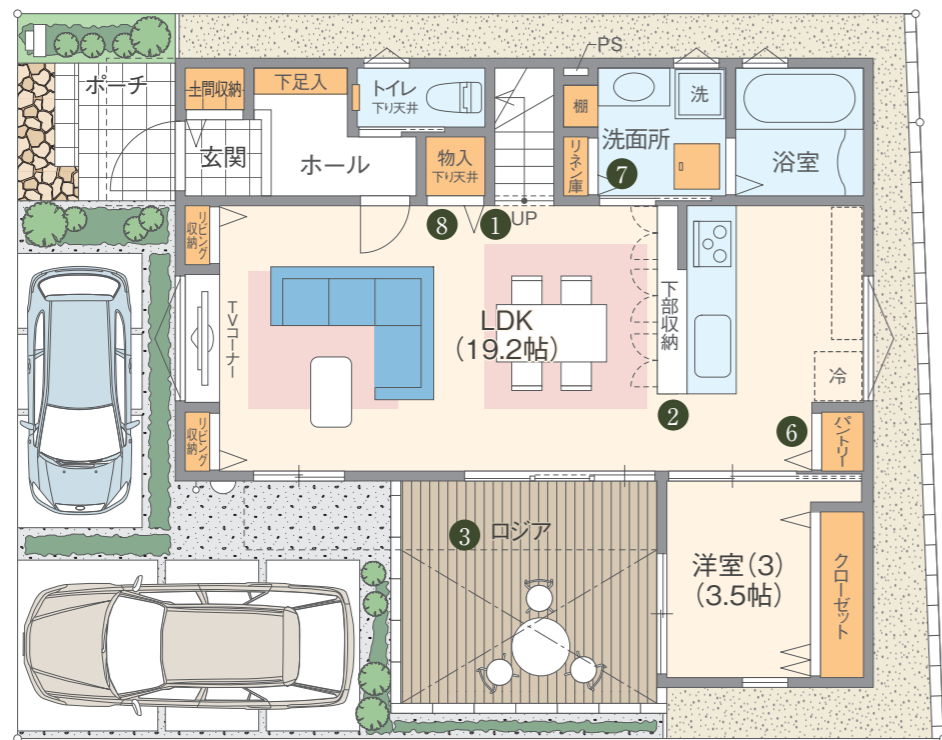 PS
ポーチ
土間収納
下足入
トイレ
下り天井
棚
洗
洗面所
浴室
玄関
ホール
物入
下り天井
リネン庫
7
8
1
UP
リビング
収納
TVコーナー
LDK
(19.2帖)
下部収納
冷
2
6
パントリー
リビング
収納
3
ロジア
洋室(3)
(3.5帖)
クローゼット